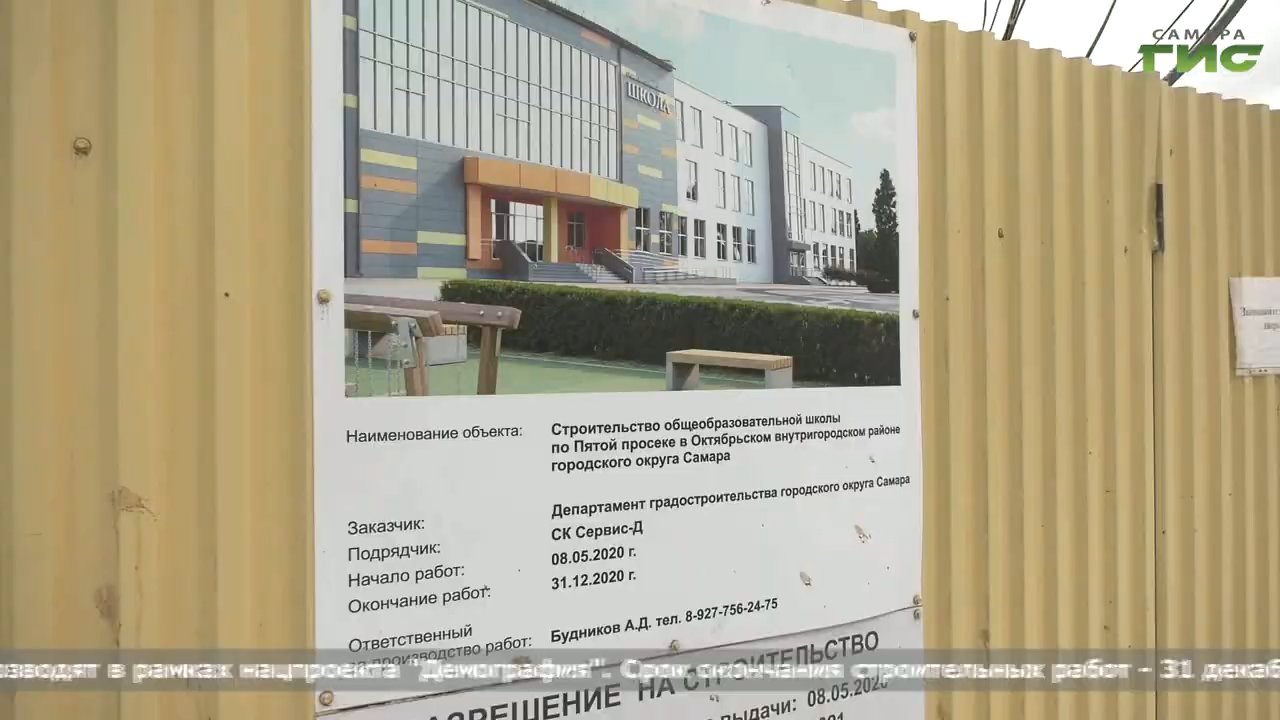 САМАРА
ГИС
ШКОЛА
Наименование объекта:
Строительство общеобразовательной школы
по Пятой просеке в Октябрьском внутригородском районе
городского округа Самара
Заказчик:
Департамент градостроительства городского округа Самара
Подрядчик:
СК Сервис-Д
Начало работ:
08.05.2020 г.
Окончание работ:
31.12.2020 г.
Ответственный
за производство работ:
Будников А.Д. тел. 8-927-756-24-75
НА СТРОИТЕЛЬСТВО
выдачи: 08.05.2020
в рамках нацпроекта "Демография". Срок окончания строительных работ - 31